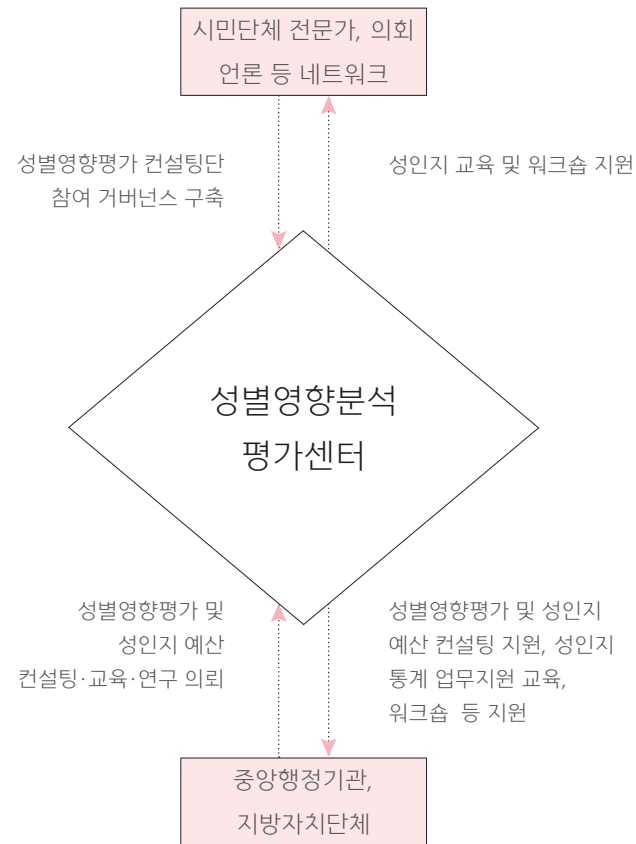 시민단체 전문가, 의회
언론 등 네트워크
성별영향평가 컨설팅단
참여 거버넌스 구축
성인지 교육 및 워크숍 지원
성별영향분석
평가센터
성별영향평가 및
성인지 예산
컨설팅·교육·연구 의뢰
성별영향평가 및 성인지
예산 컨설팅 지원, 성인지
통계 업무지원 교육,
워크숍 등 지원
중앙행정기관,
지방자치단체